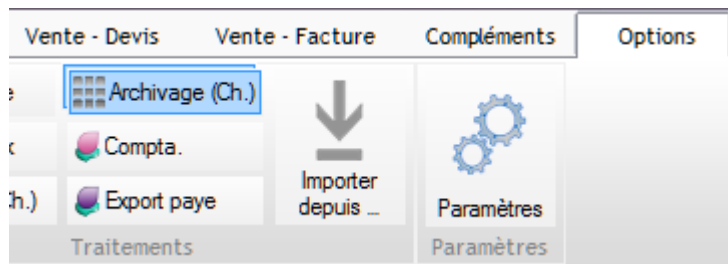 Vente - Devis Vente - Facture Compléments Options
Archivage (Ch.)
Compta.
Export paye
Importer
depuis ...
Paramètres
Traitements Paramètres